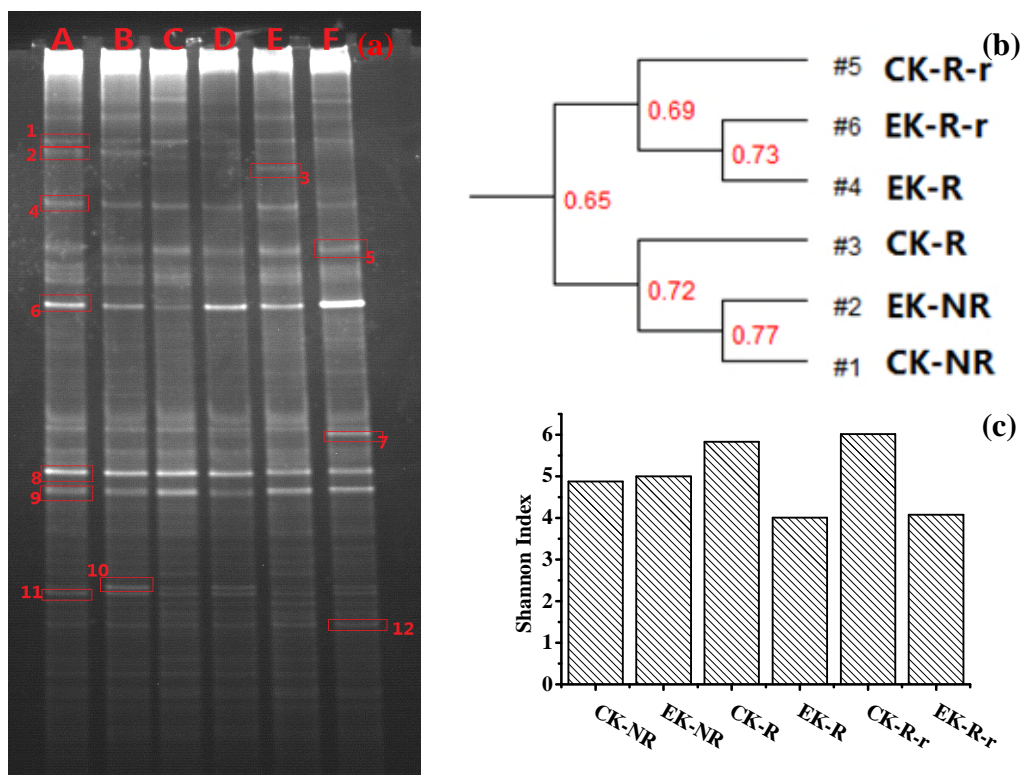 A B C D E F (a)
1
2
3
4
5
6
7
8
9
10
11
12
(b)
#5 CK-R-r
0.69
#6 EK-R-r
0.73
#4 EK-R
0.65
#3 CK-R
0.72
#2 EK-NR
0.77
#1 CK-NR
(c)
Shannon Index
6
5
4
3
2
1
0
CK-NR EK-NR CK-R EK-R CK-R-r EK-R-r